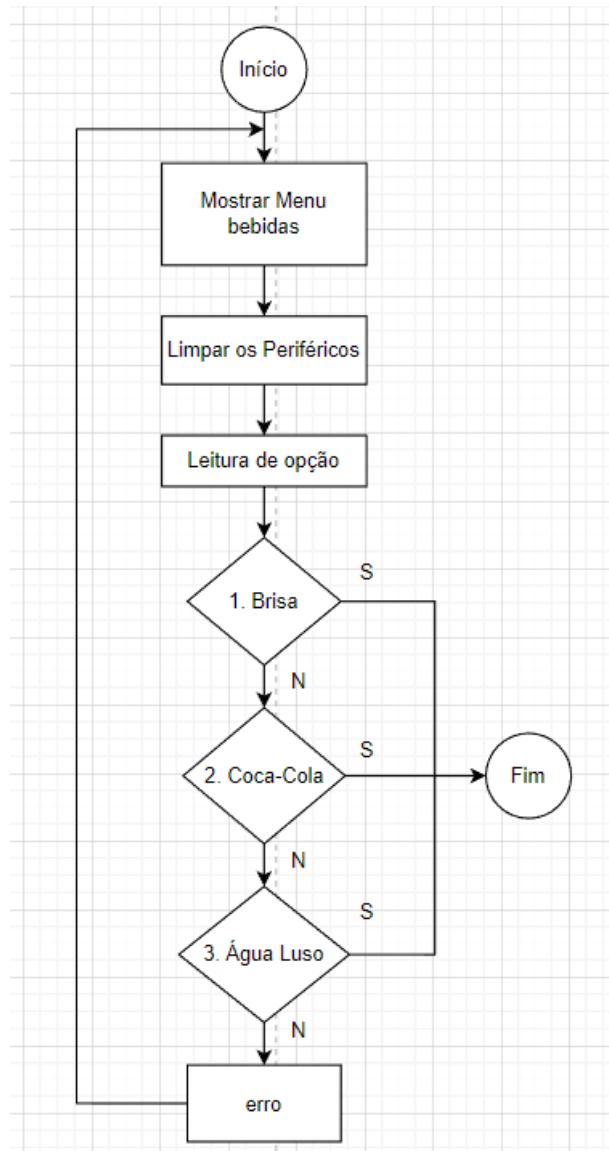 Início
Mostrar Menu
bebidas
Limpar os Periféricos
Leitura de opção
S
1. Brisa
N
S
2. Coca-Cola
Fim
N
S
3. Água Luso
N
erro